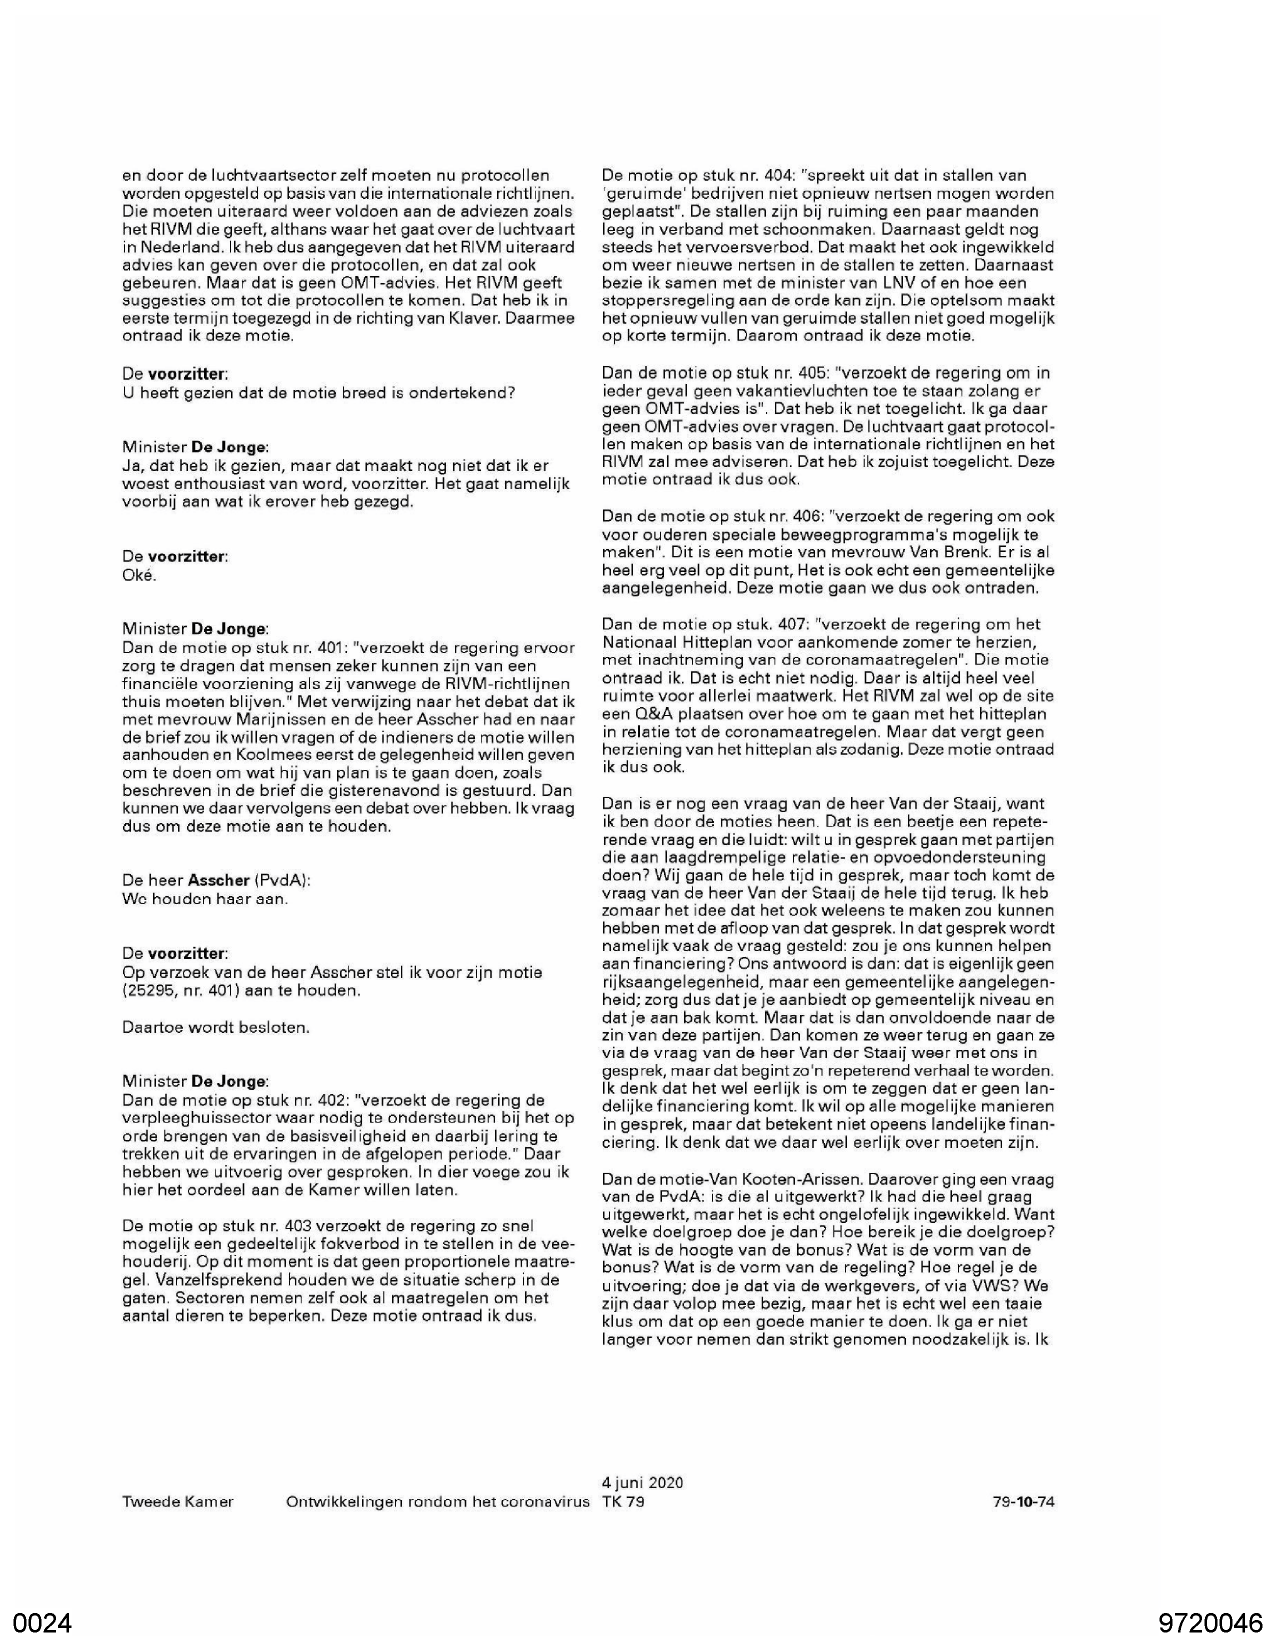 en door de luchtvaartsector zelf moeten nu protocollen
worden opgesteld op basis van die internationale richtlijnen.
Die moeten uiteraard weer voldoen aan de adviezen zoals
het RIVM die geeft, althans waar het gaat over de luchtvaart
in Nederland. Ik heb dus aangegeven dat het RIVM uiteraard
advies kan geven over die protocollen, en dat zal ook
gebeuren. Maar dat is geen OMT-advies. Het RIVM geeft
suggesties om tot die protocollen te komen. Dat heb ik in
eerste termijn toegezegd in de richting van Klaver. Daarmee
ontraad ik deze motie.
De voorzitter:
U heeft gezien dat de motie breed is ondertekend?
Minister De Jonge:
Ja, dat heb ik gezien, maar dat maakt nog niet dat ik er
woest enthousiast van word, voorzitter. Het gaat namelijk
voorbij aan wat ik erover heb gezegd.
De voorzitter:
Oké.
Minister De Jonge:
Dan de motie op stuk nr. 401: "verzoekt de regering ervoor
zorg te dragen dat mensen zeker kunnen zijn van een
financiële voorziening als zij vanwege de RIVM-richtlijnen
thuis moeten blijven." Met verwijzing naar het debat dat ik
met mevrouw Marijnissen en de heer Asscher had en naar
de brief zou ik willen vragen of de indieners de motie willen
aanhouden en Koolmees eerst de gelegenheid willen geven
om te doen om wat hij van plan is te gaan doen, zoals
beschreven in de brief die gisterenavond is gestuurd. Dan
kunnen we daar vervolgens een debat over hebben. Ik vraag
dus om deze motie aan te houden.
De heer Asscher (PvdA):
We houden haar aan.
De voorzitter:
Op verzoek van de heer Asscher stel ik voor zijn motie
(25295, nr. 401) aan te houden.
Daartoe wordt besloten.
Minister De Jonge:
Dan de motie op stuk nr. 402: "verzoekt de regering de
verpleeghuissector waar nodig te ondersteunen bij het op
orde brengen van de basisveiligheid en daarbij lering te
trekken uit de ervaringen in de afgelopen periode." Daar
hebben we uitvoerig over gesproken. In dier voege zou ik
hier het oordeel aan de Kamer willen laten.
De motie op stuk nr. 403 verzoekt de regering zo snel
mogelijk een gedeeltelijk fokverbod in te stellen in de vee-
houderij. Op dit moment is dat geen proportionele maatre-
gel. Vanzelfsprekend houden we de situatie scherp in de
gaten. Sectoren nemen zelf ook al maatregelen om het
aantal dieren te beperken. Deze motie ontraad ik dus.
De motie op stuk nr. 404: "spreekt uit dat in stallen van
'geruimde' bedrijven niet opnieuw nertsen mogen worden
geplaatst". De stallen zijn bij ruiming een paar maanden
leeg in verband met schoonmaken. Daarnaast geldt nog
steeds het vervoersverbod. Dat maakt het ook ingewikkeld
om weer nieuwe nertsen in de stallen te zetten. Daarnaast
bezie ik samen met de minister van LNV of en hoe een
stoppersregeling aan de orde kan zijn. Die optelsom maakt
het opnieuw vullen van geruimde stallen niet goed mogelijk
op korte termijn. Daarom ontraad ik deze motie.
Dan de motie op stuk nr. 405: "verzoekt de regering om in
ieder geval geen vakantievluchten toe te staan zolang er
geen OMT-advies is". Dat heb ik net toegelicht. Ik ga daar
geen OMT-advies over vragen. De luchtvaart gaat protocol-
len maken op basis van de internationale richtlijnen en het
RIVM zal mee adviseren. Dat heb ik zojuist toegelicht. Deze
motie ontraad ik dus ook.
Dan de motie op stuk nr. 406: "verzoekt de regering om ook
voor ouderen speciale beweegprogramma's mogelijk te
maken". Dit is een motie van mevrouw Van Brenk. Er is al
heel erg veel op dit punt, Het is ook echt een gemeentelijke
aangelegenheid. Deze motie gaan we dus ook ontraden.
Dan de motie op stuk. 407: "verzoekt de regering om het
Nationaal Hitteplan voor aankomende zomer te herzien,
met inachtneming van de coronamaatregelen". Die motie
ontraad ik. Dat is echt niet nodig. Daar is altijd heel veel
ruimte voor allerlei maatwerk. Het RIVM zal wel op de site
een Q&A plaatsen over hoe om te gaan met het hitteplan
in relatie tot de coronamaatregelen. Maar dat vergt geen
herziening van het hitteplan als zodanig. Deze motie ontraad
ik dus ook.
Dan is er nog een vraag van de heer Van der Staaij, want
ik ben door de moties heen. Dat is een beetje een repete-
rende vraag en die luidt: wilt u in gesprek gaan met partijen
die aan laagdrempelige relatie- en opvoedondersteuning
doen? Wij gaan de hele tijd in gesprek, maar toch komt de
vraag van de heer Van der Staaij de hele tijd terug. Ik heb
zomaar het idee dat het ook weleens te maken zou kunnen
hebben met de afloop van dat gesprek. In dat gesprek wordt
namelijk vaak de vraag gesteld: zou je ons kunnen helpen
aan financiering? Ons antwoord is dan: dat is eigenlijk geen
rijksaangelegenheid, maar een gemeentelijke aangelegen-
heid; zorg dus dat je je aanbiedt op gemeentelijk niveau en
dat je aan bak komt. Maar dat is dan onvoldoende naar de
zin van deze partijen. Dan komen ze weer terug en gaan ze
via de vraag van de heer Van der Staaij weer met ons in
gesprek, maar dat begint zo'n repeterend verhaal te worden.
Ik denk dat het wel eerlijk is om te zeggen dat er geen lan-
delijke financiering komt. Ik wil op alle mogelijke manieren
in gesprek, maar dat betekent niet opeens landelijke finan-
ciering. Ik denk dat we daar wel eerlijk over moeten zijn.
Dan de motie-Van Kooten-Arissen. Daarover ging een vraag
van de PvdA: is die al uitgewerkt? Ik had die heel graag
uitgewerkt, maar het is echt ongelofelijk ingewikkeld. Want
welke doelgroep doe je dan? Hoe bereik je die doelgroep?
Wat is de hoogte van de bonus? Wat is de vorm van de
bonus? Wat is de vorm van de regeling? Hoe regel je de
uitvoering; doe je dat via de werkgevers, of via VWS? We
zijn daar volop mee bezig, maar het is echt wel een taaie
klus om dat op een goede manier te doen. Ik ga er niet
langer voor nemen dan strikt genomen noodzakelijk is. Ik
4 juni 2020
Tweede Kamer Ontwikkelingen rondom het coronavirus TK 79 79-10-74
0024 9720046